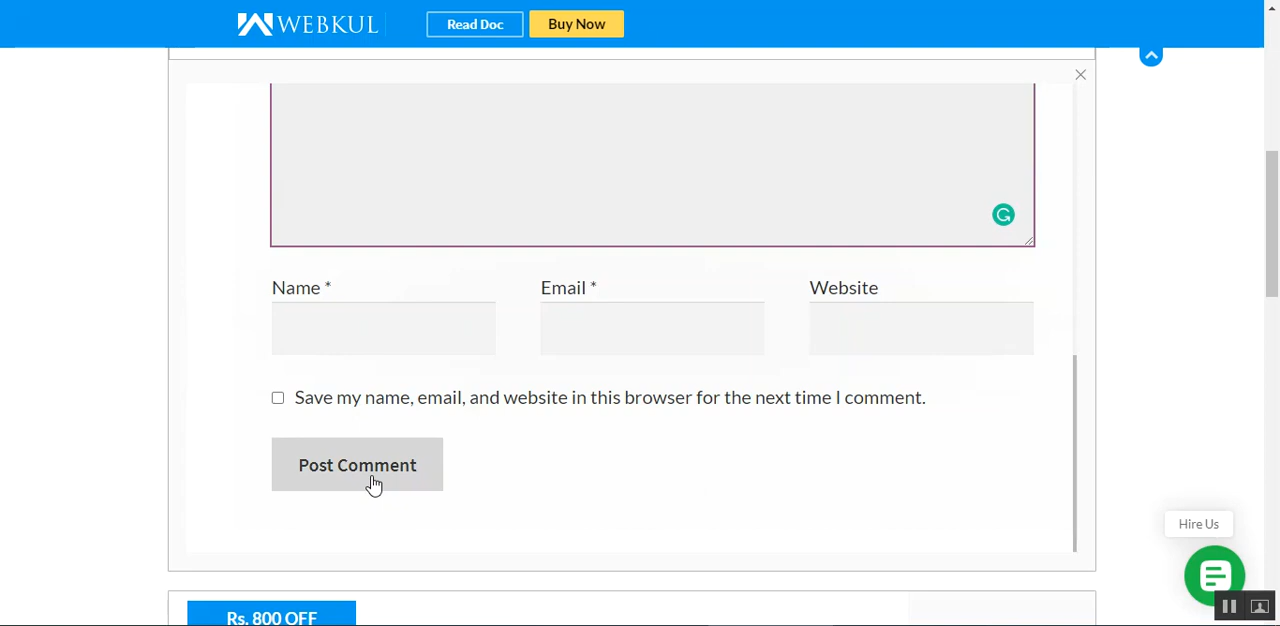 WEBKUL Read Doc Buy Now
Name * Email * Website
Save my name, email, and website in this browser for the next time I comment.
Post Comment
Hire Us
Rs. 800 OFF